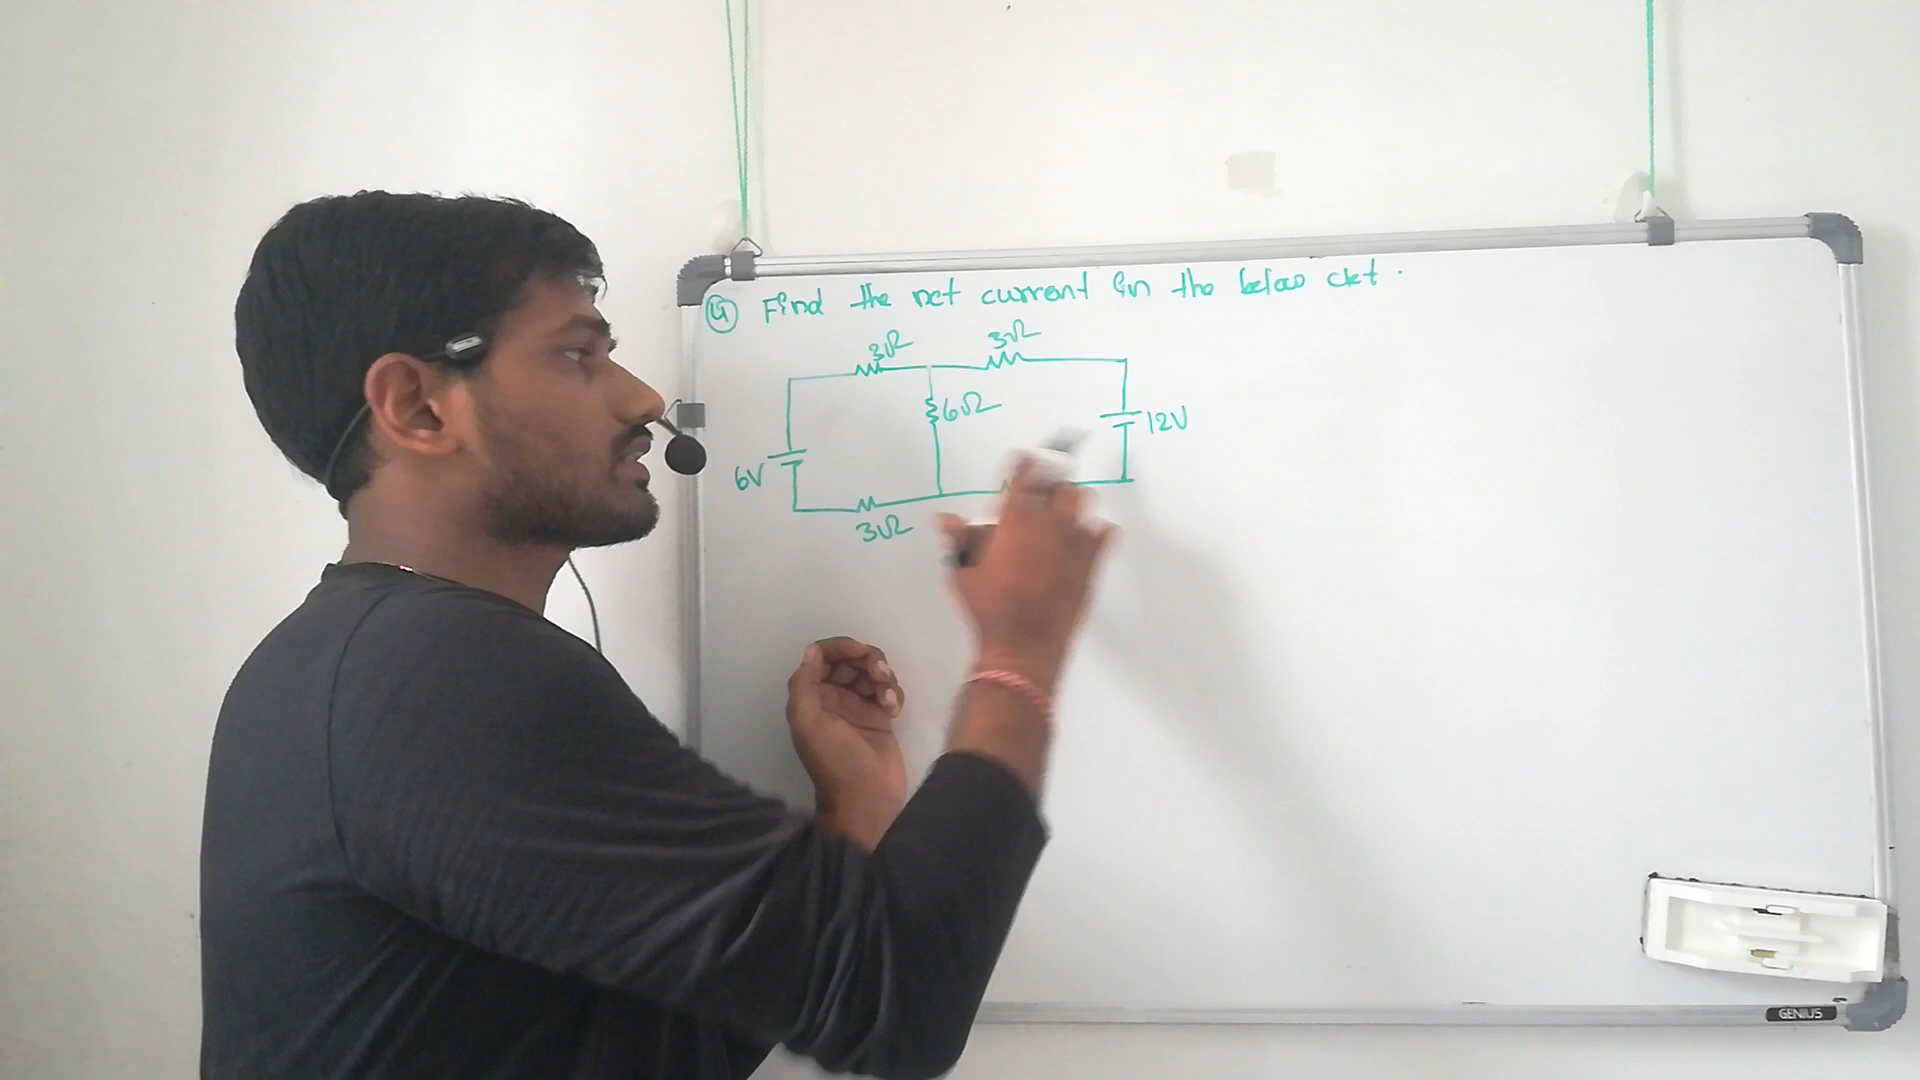 ④ Find the net current in the below ckt.
3Ω
3Ω
6Ω
12V
6V
3Ω
GENIUS